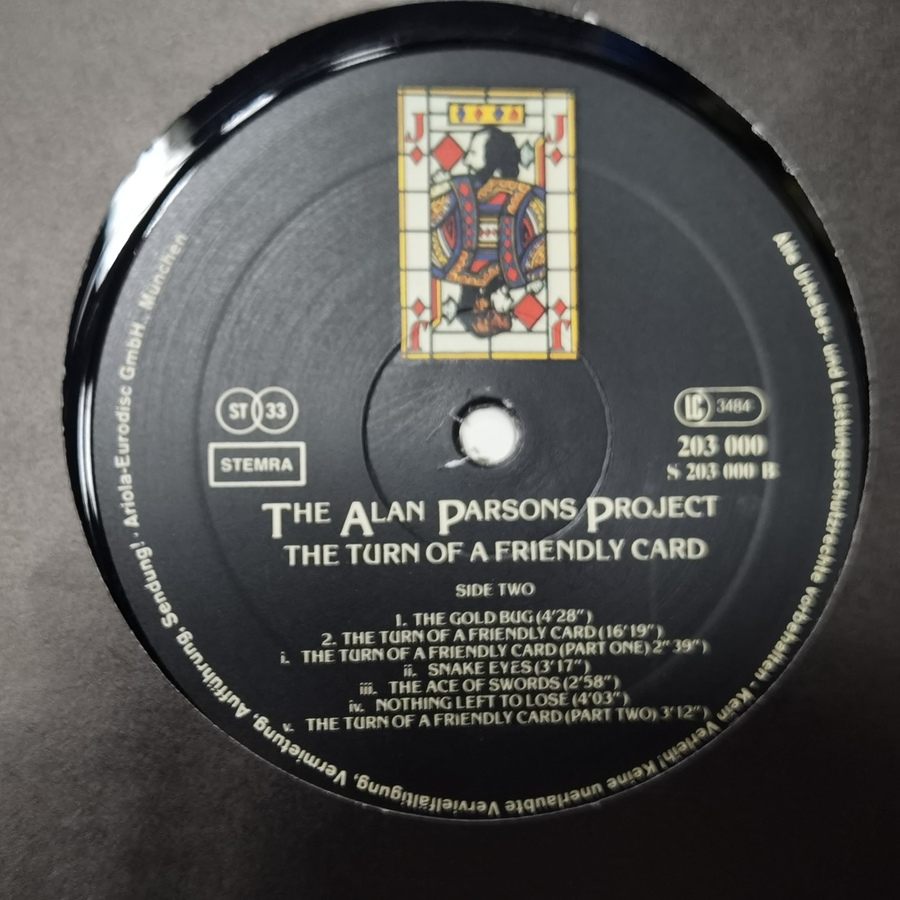 J J
ST 33
STEMRA
LC 3484
203 000
S 203 000 B
THE ALAN PARSONS PROJECT
THE TURN OF A FRIENDLY CARD
SIDE TWO
1. THE GOLD BUG (4'28")
2. THE TURN OF A FRIENDLY CARD (16'19")
i. THE TURN OF A FRIENDLY CARD (PART ONE) 2"39")
ii. SNAKE EYES (3'17")
iii. THE ACE OF SWORDS (2'58")
iv. NOTHING LEFT TO LOSE (4'03")
v. THE TURN OF A FRIENDLY CARD (PART TWO) 3'12")
J J
Alle Urheber- und Leistungsschutzrechte vorbehalten! Kein Verleih! Keine unerlaubte Vervielfältigung, Vermietung, Aufführung, Sendung! · Ariola-Eurodisc GmbH, München